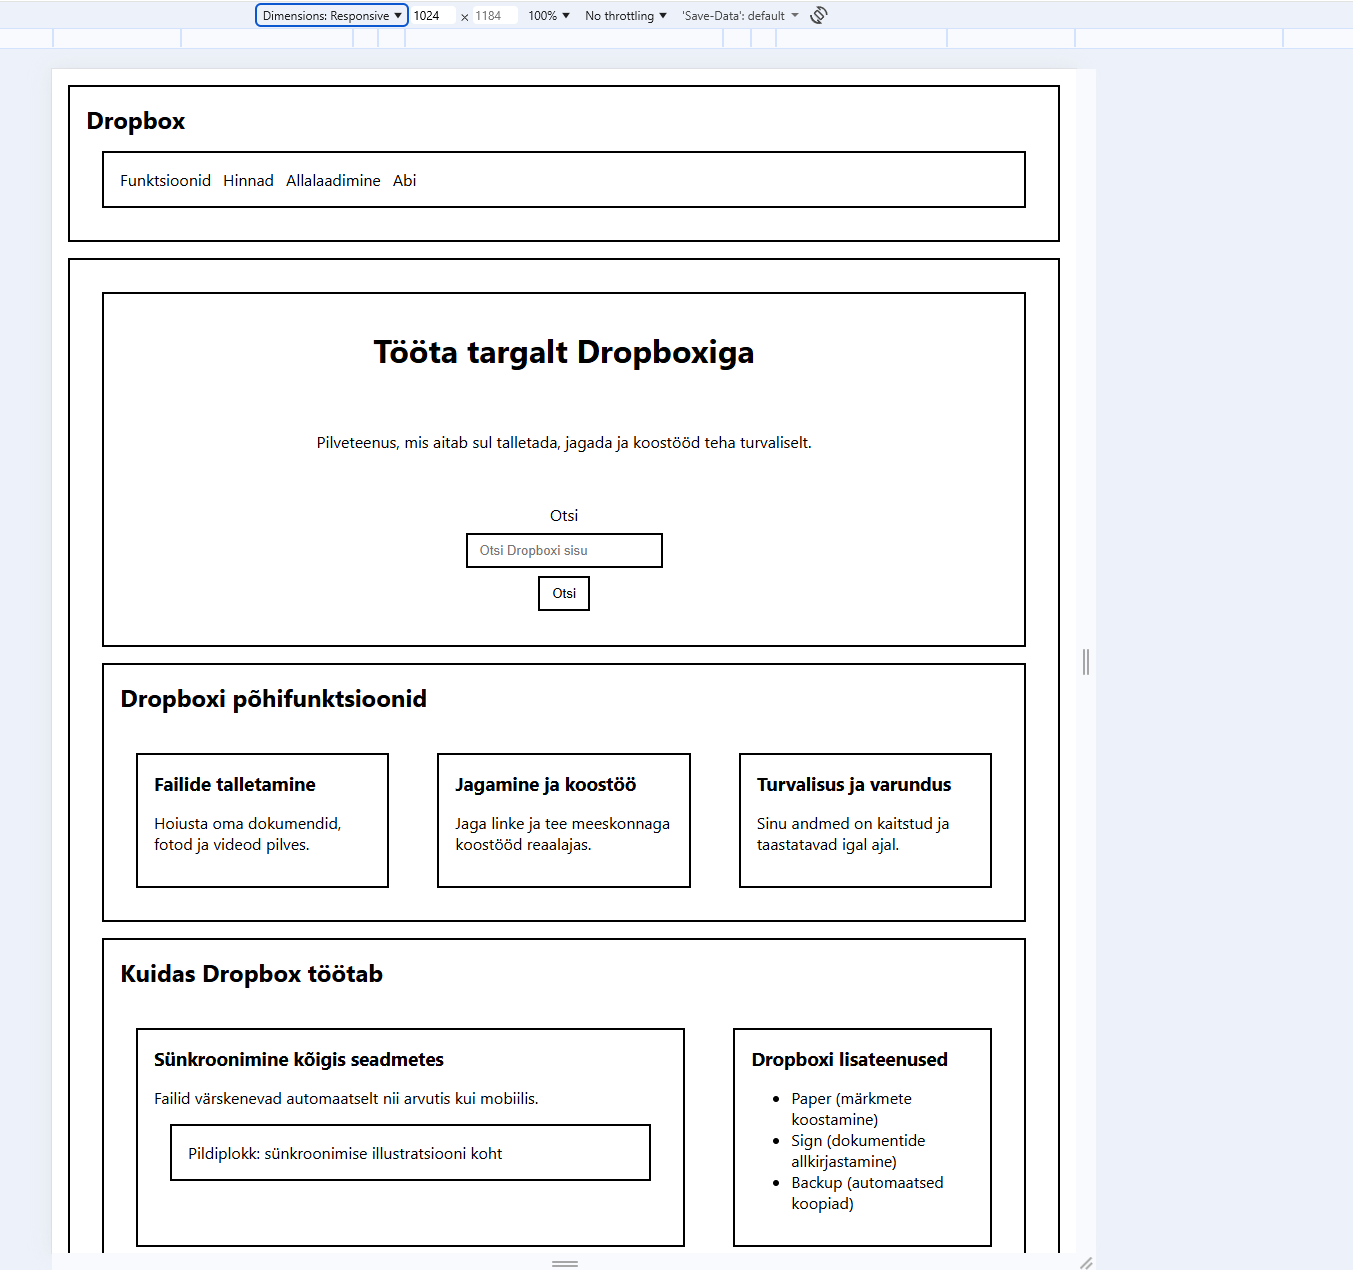 Dimensions: Responsive ▼ 1024 × 1184 100% ▼ No throttling ▼ 'Save-Data': default ▼
Dropbox
Funktsioonid Hinnad Allalaadimine Abi
Tööta targalt Dropboxiga
Pilveteenus, mis aitab sul talletada, jagada ja koostööd teha turvaliselt.
Otsi
Otsi Dropboxi sisu
Otsi
Dropboxi põhifunktsioonid
Failide talletamine
Hoiusta oma dokumendid,
fotod ja videod pilves.
Jagamine ja koostöö
Jaga linke ja tee meeskonnaga
koostööd reaalajas.
Turvalisus ja varundus
Sinu andmed on kaitstud ja
taastatavad igal ajal.
Kuidas Dropbox töötab
Sünkroonimine kõigis seadmetes
Failid värskenevad automaatselt nii arvutis kui mobiilis.
Pildiplokk: sünkroonimise illustratsiooni koht
Dropboxi lisateenused
• Paper (märkmete
koostamine)
• Sign (dokumentide
allkirjastamine)
• Backup (automaatsed
koopiad)